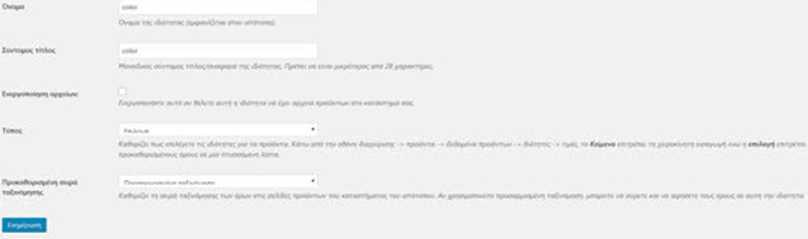 Όνομα
color
Όνομα της ιδιότητας (εμφανίζεται στον ιστότοπο).
Σύντομος τίτλος
color
Μοναδικός σύντομος τίτλος/αναφορά της ιδιότητας. Πρέπει να είναι μικρότερος από 28 χαρακτήρες.
Ενεργοποίηση αρχείων;
Ενεργοποιήστε αυτό αν θέλετε αυτή η ιδιότητα να έχει αρχεία προϊόντων στο κατάστημά σας.
Τύπος
Επιλογή
Καθορίζει πως επιλέγετε τις ιδιότητες για τα προϊόντα. Κάτω από την οθόνη διαχείρισης -> προϊόντα -> δεδομένα προϊόντων -> ιδιότητες -> τιμές, το Κείμενο επιτρέπει τη χειροκίνητη εισαγωγή ενώ η επιλογή επιτρέπει
προκαθορισμένους όρους σε μια πτυσσόμενη λίστα.
Προκαθορισμένη σειρά
ταξινόμησης
Προσαρμοσμένη ταξινόμηση
Καθορίζει τη σειρά ταξινόμησης των όρων στις σελίδες προϊόντων του καταστήματος του ιστότοπου. Αν χρησιμοποιείτε προσαρμοσμένη ταξινόμηση, μπορείτε να σύρετε και να αφήσετε τους όρους σε αυτή την ιδιότητα
Ενημέρωση